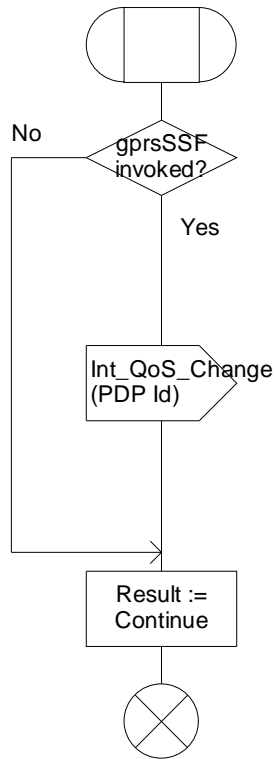 No
gprsSSF
invoked?
Yes
Int_QoS_Change
(PDP Id)
Result :=
Continue